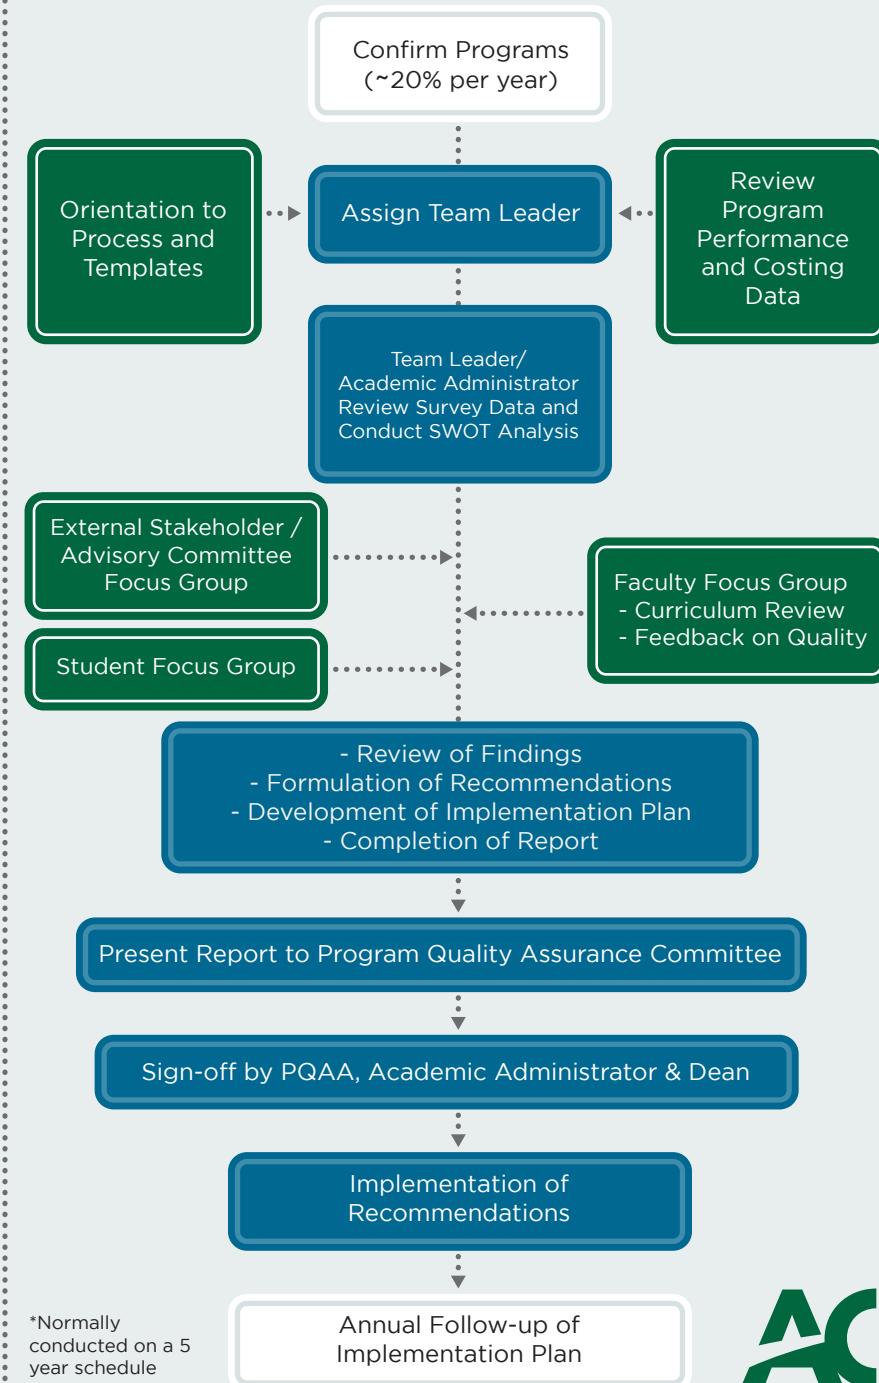 Confirm Programs
(~20% per year)
Orientation to
Process and
Templates
Assign Team Leader
Review
Program
Performance
and Costing
Data
Team Leader/
Academic Administrator
Review Survey Data and
Conduct SWOT Analysis
External Stakeholder /
Advisory Committee
Focus Group
Faculty Focus Group
- Curriculum Review
- Feedback on Quality
Student Focus Group
- Review of Findings
- Formulation of Recommendations
- Development of Implementation Plan
- Completion of Report
Present Report to Program Quality Assurance Committee
Sign-off by PQAA, Academic Administrator & Dean
Implementation of
Recommendations
Annual Follow-up of
Implementation Plan
*Normally
conducted on a 5
year schedule